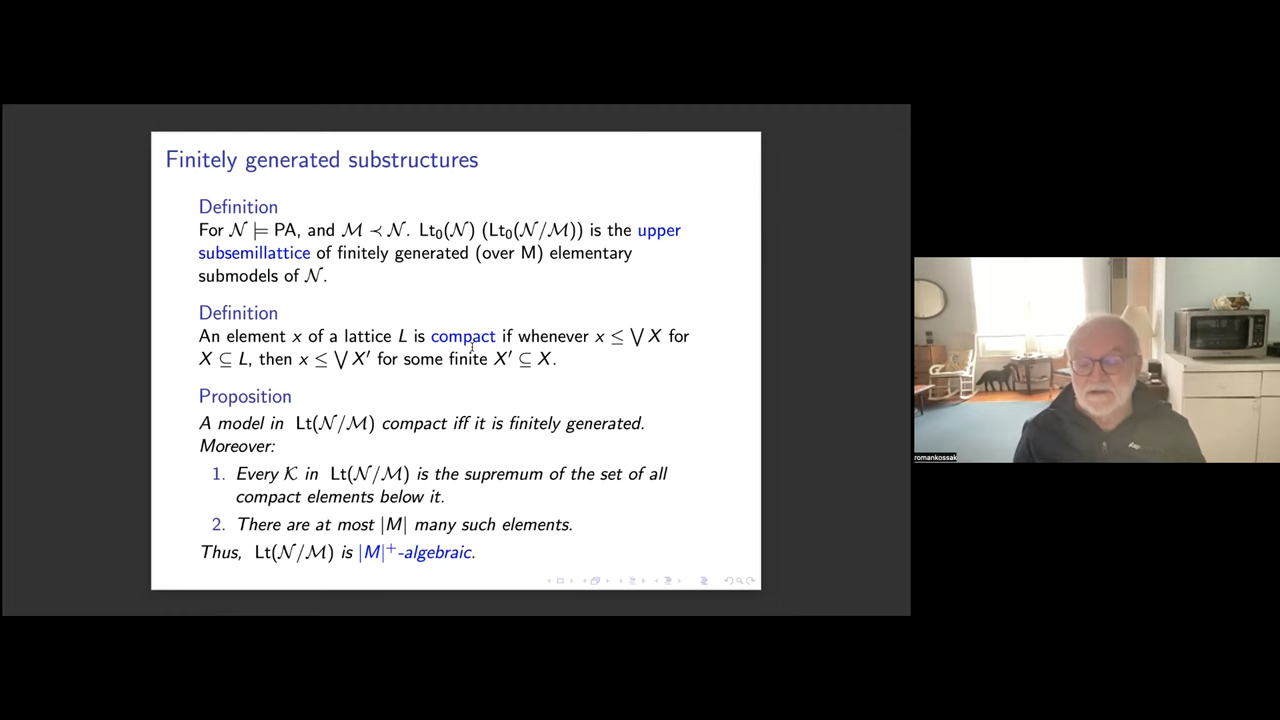 Finitely generated substructures
Definition
For 𝒩 ⊨ PA, and ℳ ≺ 𝒩. Lt₀(𝒩) (Lt₀(𝒩/ℳ)) is the upper
subsemillattice of finitely generated (over M) elementary
submodels of 𝒩.
Definition
An element x of a lattice L is compact if whenever x ≤ ⋁ X for
X ⊆ L, then x ≤ ⋁ X′ for some finite X′ ⊆ X.
Proposition
A model in Lt(𝒩/ℳ) compact iff it is finitely generated.
Moreover:
1. Every 𝒦 in Lt(𝒩/ℳ) is the supremum of the set of all
compact elements below it.
2. There are at most |M| many such elements.
Thus, Lt(𝒩/ℳ) is |M|⁺-algebraic.
romankossak